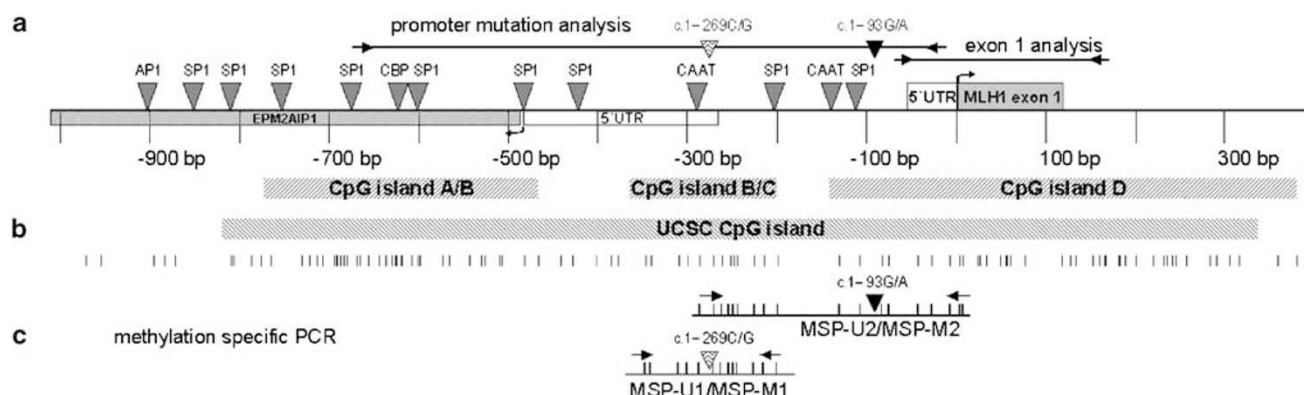 a
promoter mutation analysis
c.1–269C/G
c.1–93G/A
exon 1 analysis
AP1 SP1 SP1 SP1 SP1 CBP SP1 SP1 SP1 CAAT SP1 CAAT SP1
EPM2AIP1 5`UTR 5`UTR MLH1 exon 1
-900 bp -700 bp -500 bp -300 bp -100 bp 100 bp 300 bp
CpG island A/B CpG island B/C CpG island D
b
UCSC CpG island
c.1–93G/A
MSP-U2/MSP-M2
c methylation specific PCR
c.1–269C/G
MSP-U1/MSP-M1